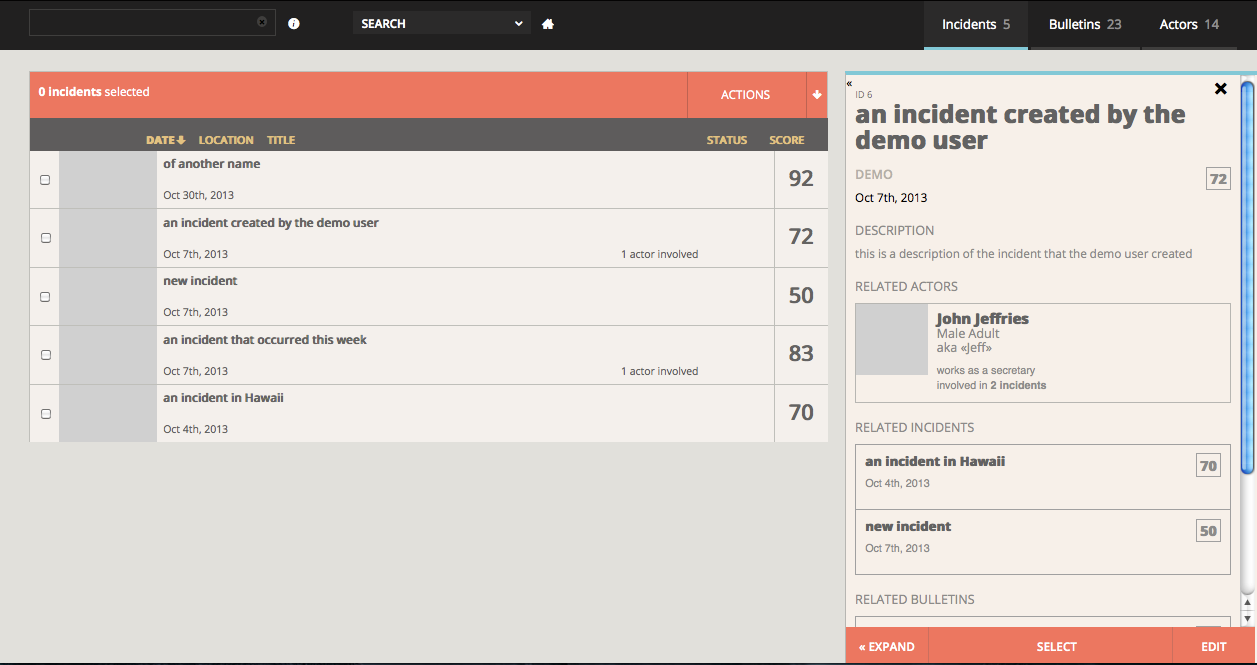 SEARCH
Incidents 5
Bulletins 23
Actors 14
0 incidents selected
ACTIONS
DATE LOCATION TITLE STATUS SCORE
of another name
92
Oct 30th, 2013
an incident created by the demo user
72
Oct 7th, 2013 1 actor involved
new incident
50
Oct 7th, 2013
an incident that occurred this week
83
Oct 7th, 2013 1 actor involved
an incident in Hawaii
70
Oct 4th, 2013
«
ID 6
an incident created by the
demo user
DEMO
72
Oct 7th, 2013
DESCRIPTION
this is a description of the incident that the demo user created
RELATED ACTORS
John Jeffries
Male Adult
aka «Jeff»
works as a secretary
involved in 2 incidents
RELATED INCIDENTS
an incident in Hawaii
70
Oct 4th, 2013
new incident
50
Oct 7th, 2013
RELATED BULLETINS
« EXPAND SELECT EDIT